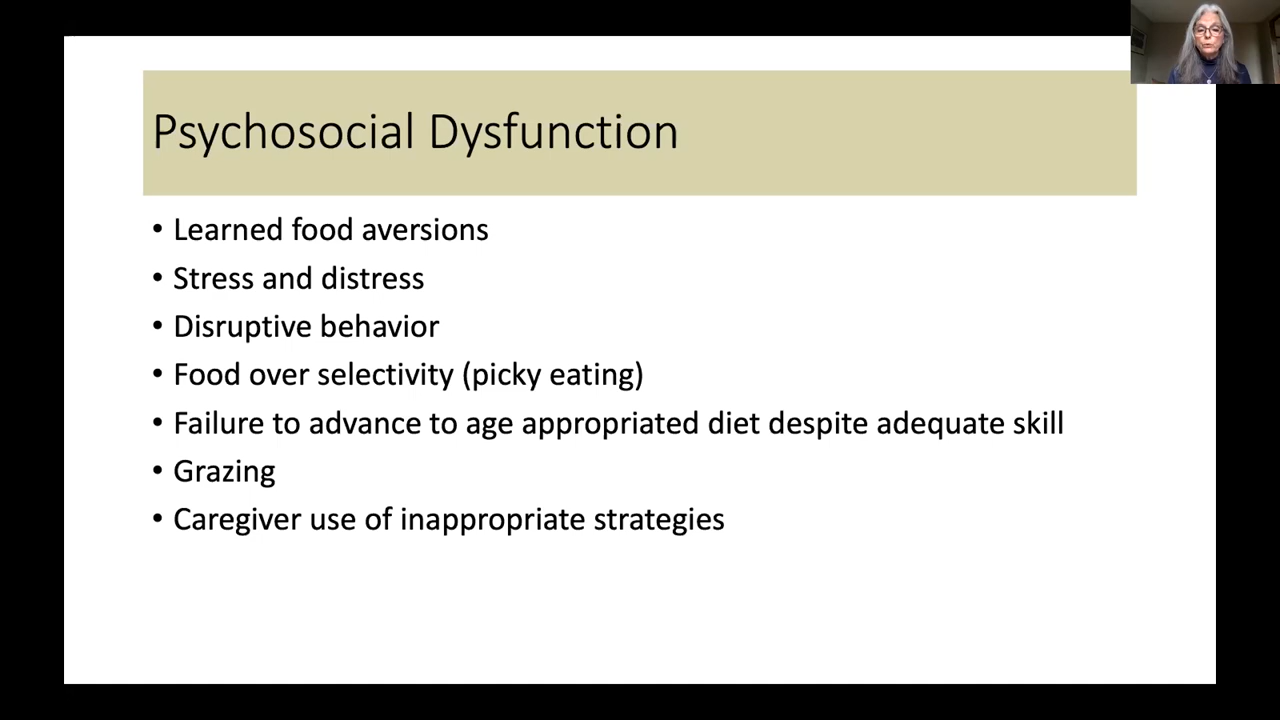 Psychosocial Dysfunction
• Learned food aversions
• Stress and distress
• Disruptive behavior
• Food over selectivity (picky eating)
• Failure to advance to age appropriated diet despite adequate skill
• Grazing
• Caregiver use of inappropriate strategies